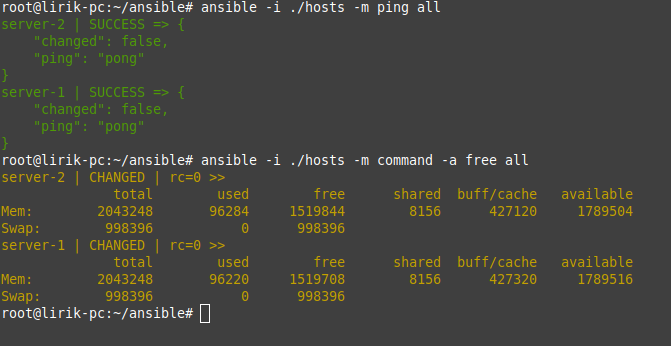 root@lirik-pc:~/ansible# ansible -i ./hosts -m ping all
server-2 | SUCCESS => {
    "changed": false,
    "ping": "pong"
}
server-1 | SUCCESS => {
    "changed": false,
    "ping": "pong"
}
root@lirik-pc:~/ansible# ansible -i ./hosts -m command -a free all
server-2 | CHANGED | rc=0 >>
              total        used        free      shared  buff/cache   available
Mem:        2043248       96284     1519844        8156      427120     1789504
Swap:        998396           0      998396
server-1 | CHANGED | rc=0 >>
              total        used        free      shared  buff/cache   available
Mem:        2043248       96220     1519708        8156      427320     1789516
Swap:        998396           0      998396
root@lirik-pc:~/ansible#